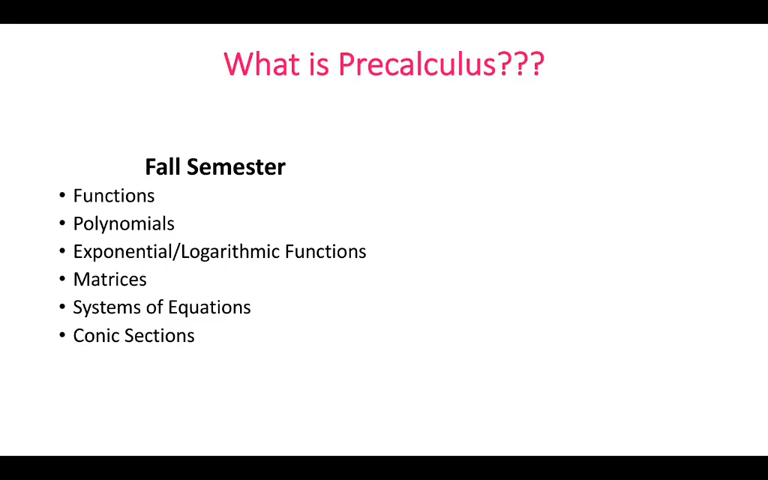 What is Precalculus???
Fall Semester
• Functions
• Polynomials
• Exponential/Logarithmic Functions
• Matrices
• Systems of Equations
• Conic Sections